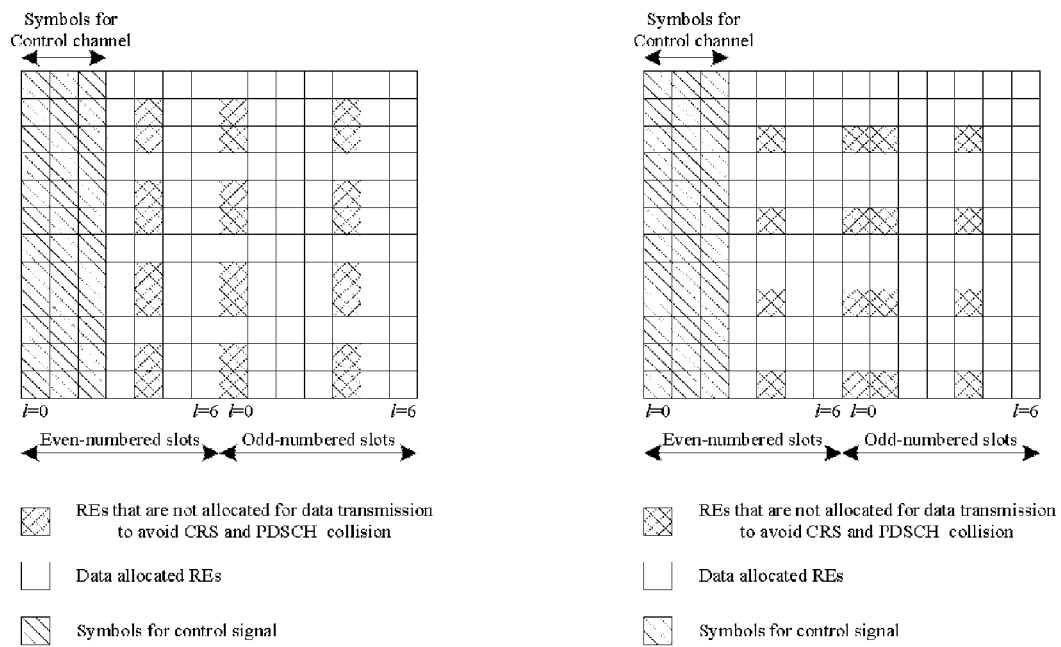 Symbols for
Control channel
l=0
l=6
l=0
l=6
Even-numbered slots
Odd-numbered slots
REs that are not allocated for data transmission
to avoid CRS and PDSCH collision
Data allocated REs
Symbols for control signal
Symbols for
Control channel
l=0
l=6
l=0
l=6
Even-numbered slots
Odd-numbered slots
REs that are not allocated for data transmission
to avoid CRS and PDSCH collision
Data allocated REs
Symbols for control signal